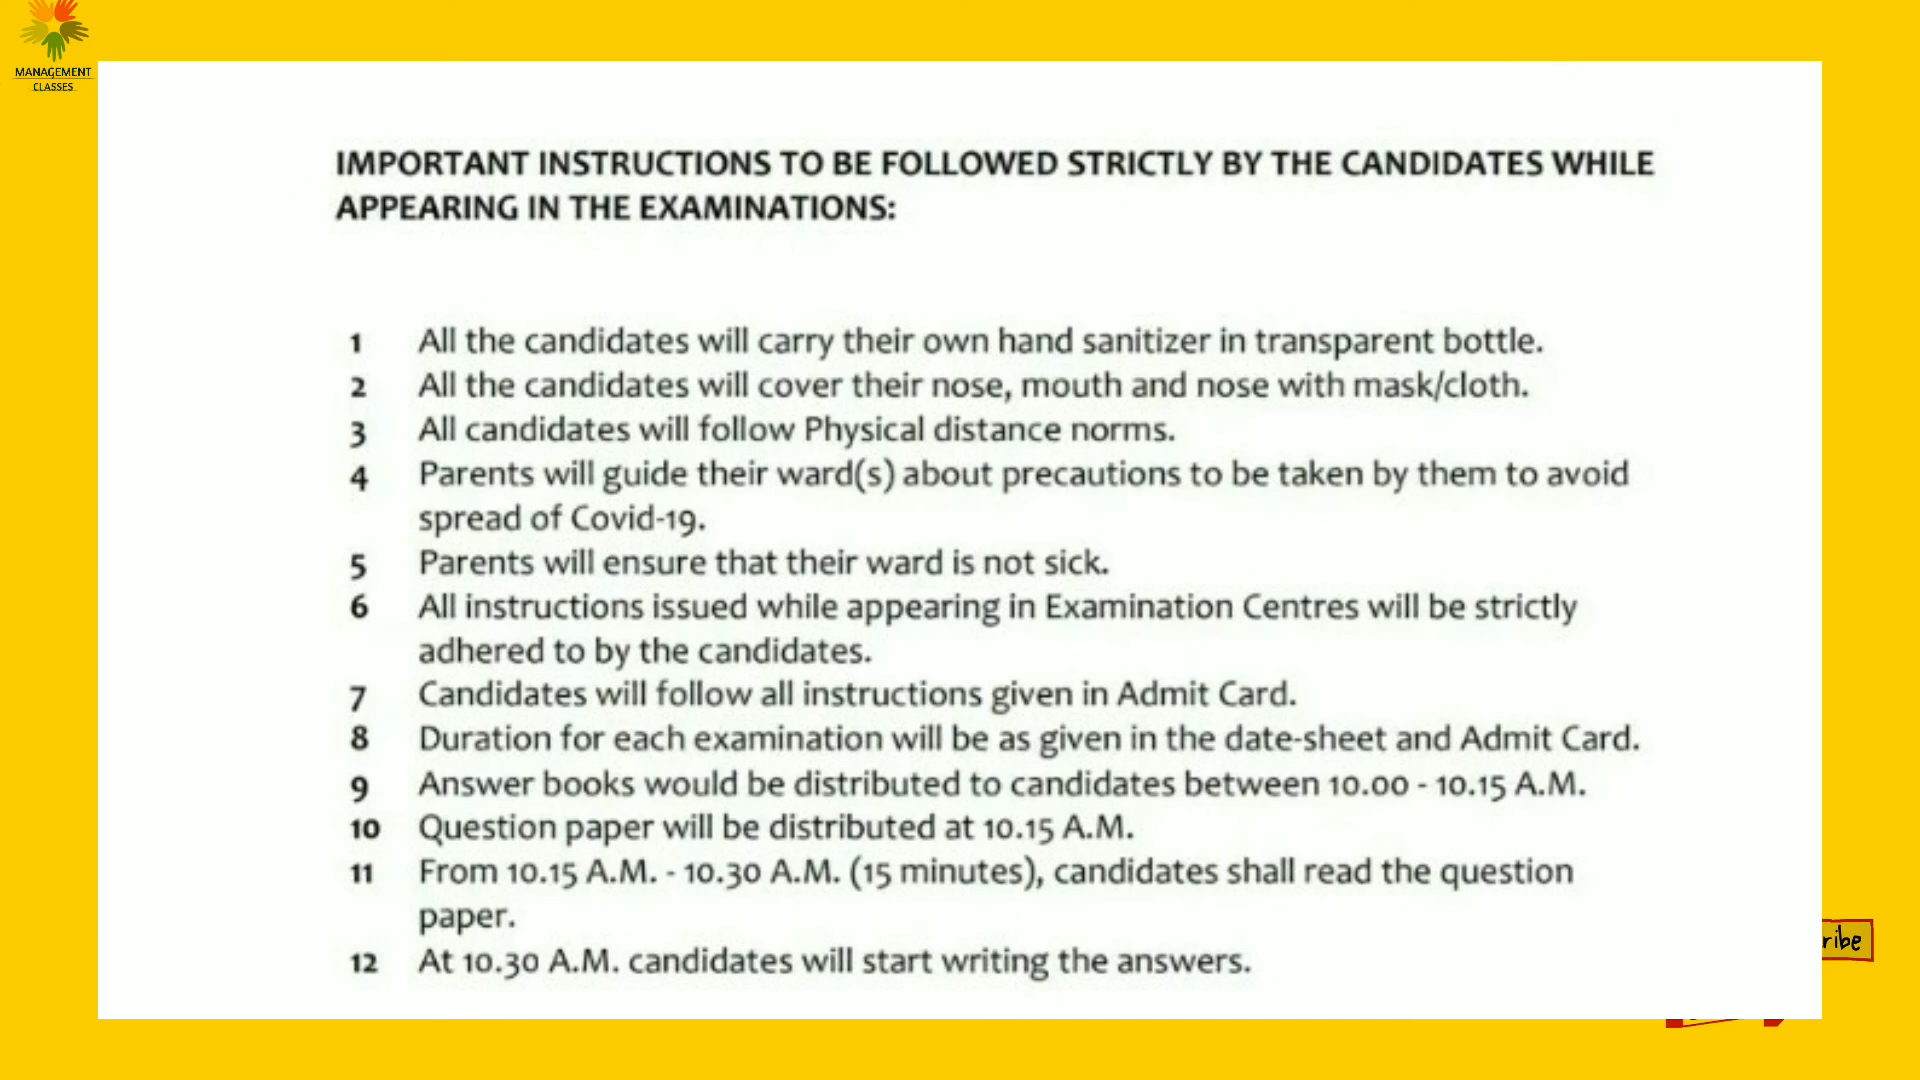 MANAGEMENT
CLASSES
IMPORTANT INSTRUCTIONS TO BE FOLLOWED STRICTLY BY THE CANDIDATES WHILE
APPEARING IN THE EXAMINATIONS:
1 All the candidates will carry their own hand sanitizer in transparent bottle.
2 All the candidates will cover their nose, mouth and nose with mask/cloth.
3 All candidates will follow Physical distance norms.
4 Parents will guide their ward(s) about precautions to be taken by them to avoid
spread of Covid-19.
5 Parents will ensure that their ward is not sick.
6 All instructions issued while appearing in Examination Centres will be strictly
adhered to by the candidates.
7 Candidates will follow all instructions given in Admit Card.
8 Duration for each examination will be as given in the date-sheet and Admit Card.
9 Answer books would be distributed to candidates between 10.00 - 10.15 A.M.
10 Question paper will be distributed at 10.15 A.M.
11 From 10.15 A.M. - 10.30 A.M. (15 minutes), candidates shall read the question
paper.
ribe
12 At 10.30 A.M. candidates will start writing the answers.